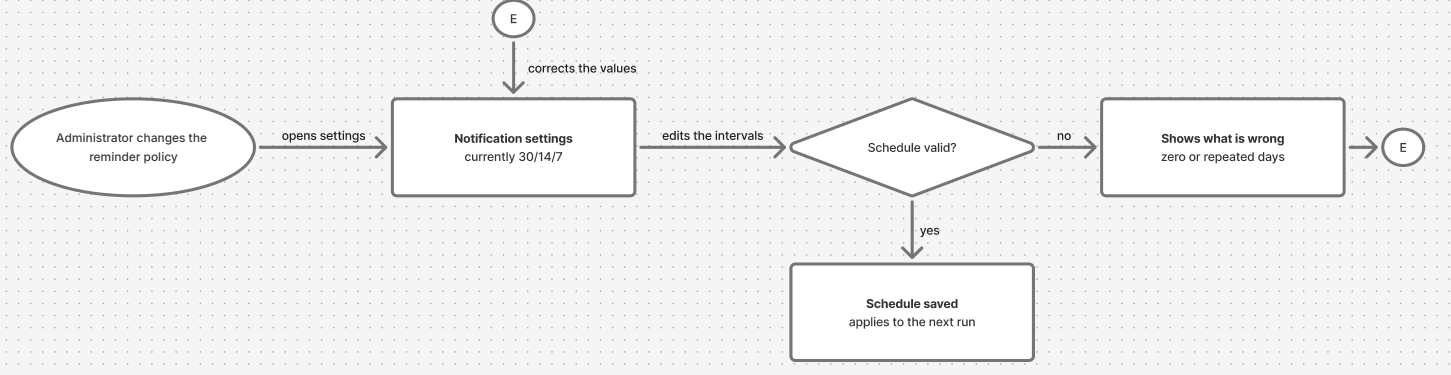 E
corrects the values
Administrator changes the
reminder policy
opens settings
Notification settings
currently 30/14/7
edits the intervals
Schedule valid?
no
Shows what is wrong
zero or repeated days
E
yes
Schedule saved
applies to the next run